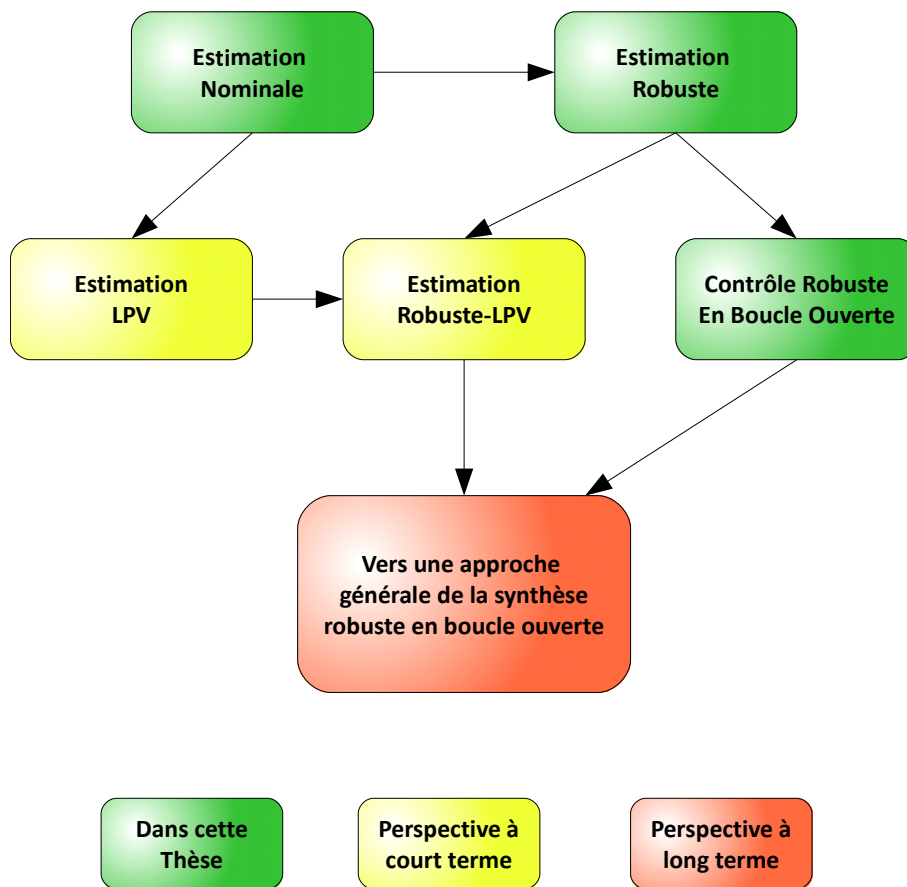 Estimation
Nominale
Estimation
Robuste
Estimation
LPV
Estimation
Robuste-LPV
Contrôle Robuste
En Boucle Ouverte
Vers une approche
générale de la synthèse
robuste en boucle ouverte
Dans cette
Thèse
Perspective à
court terme
Perspective à
long terme